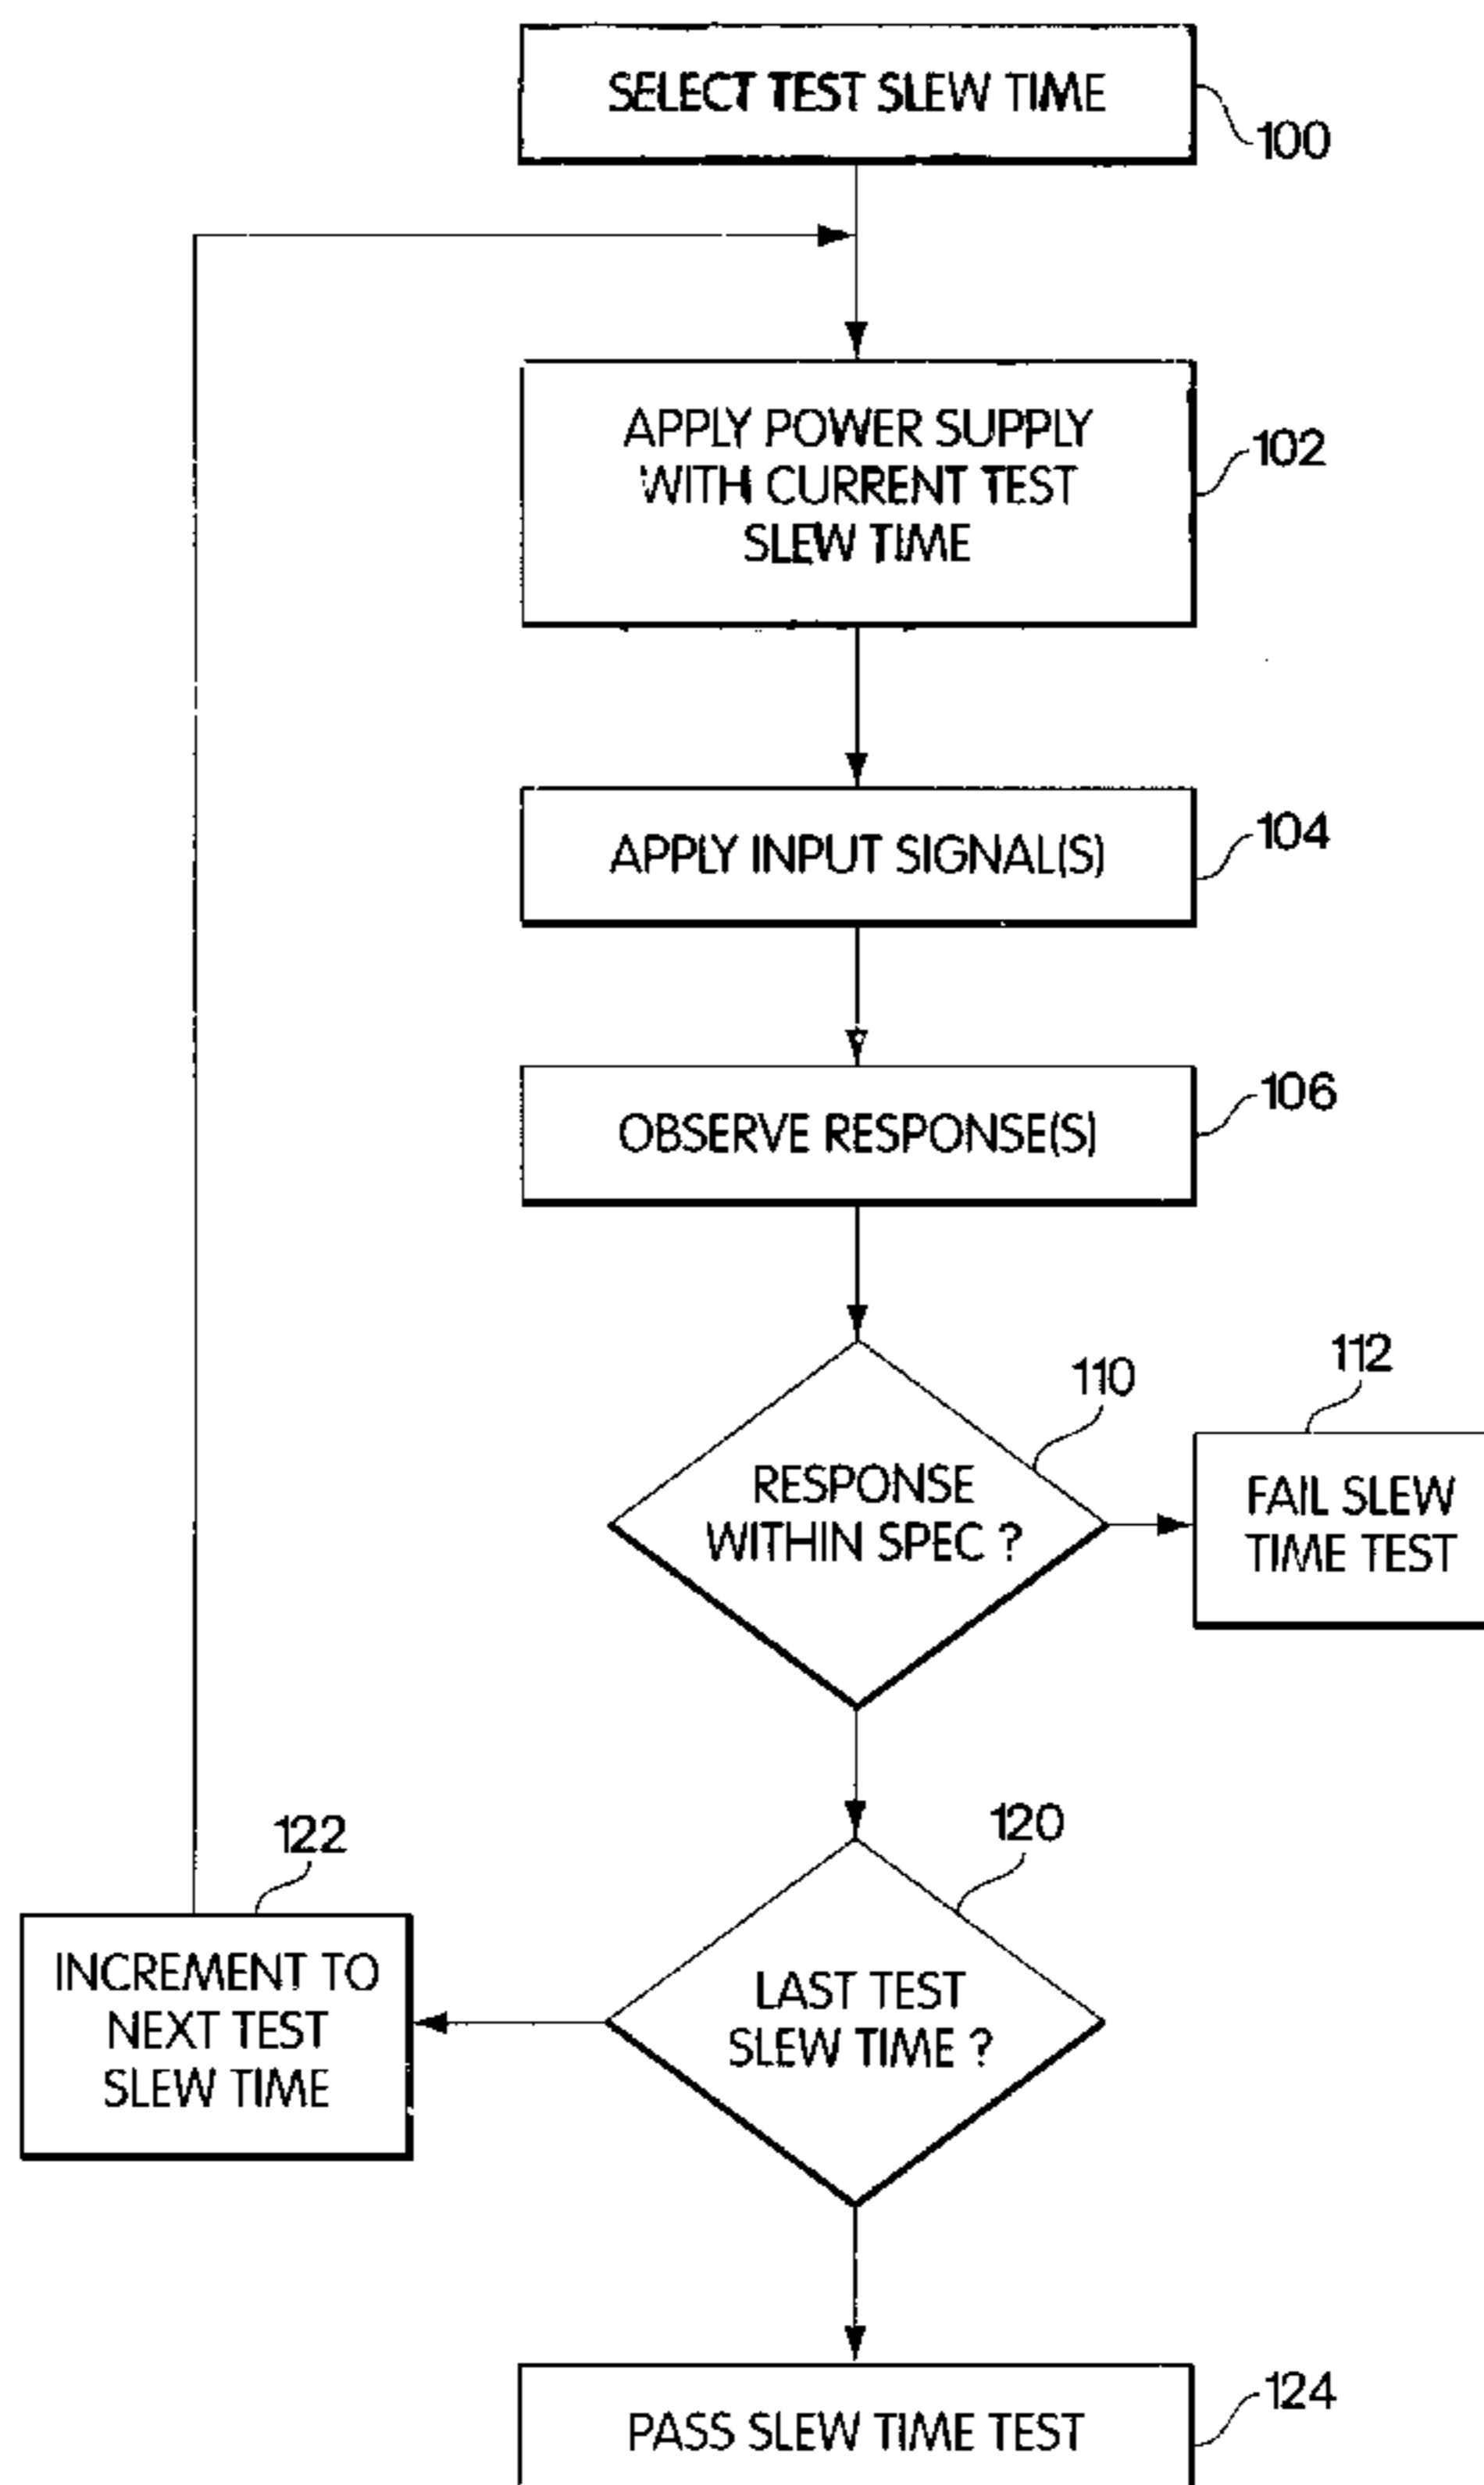 SELECT TEST SLEW TIME
100
APPLY POWER SUPPLY
WITH CURRENT TEST
SLEW TIME
102
APPLY INPUT SIGNAL(S)
104
OBSERVE RESPONSE(S)
106
RESPONSE
WITHIN SPEC ?
110
FAIL SLEW
TIME TEST
112
LAST TEST
SLEW TIME ?
120
INCREMENT TO
NEXT TEST
SLEW TIME
122
PASS SLEW TIME TEST
124